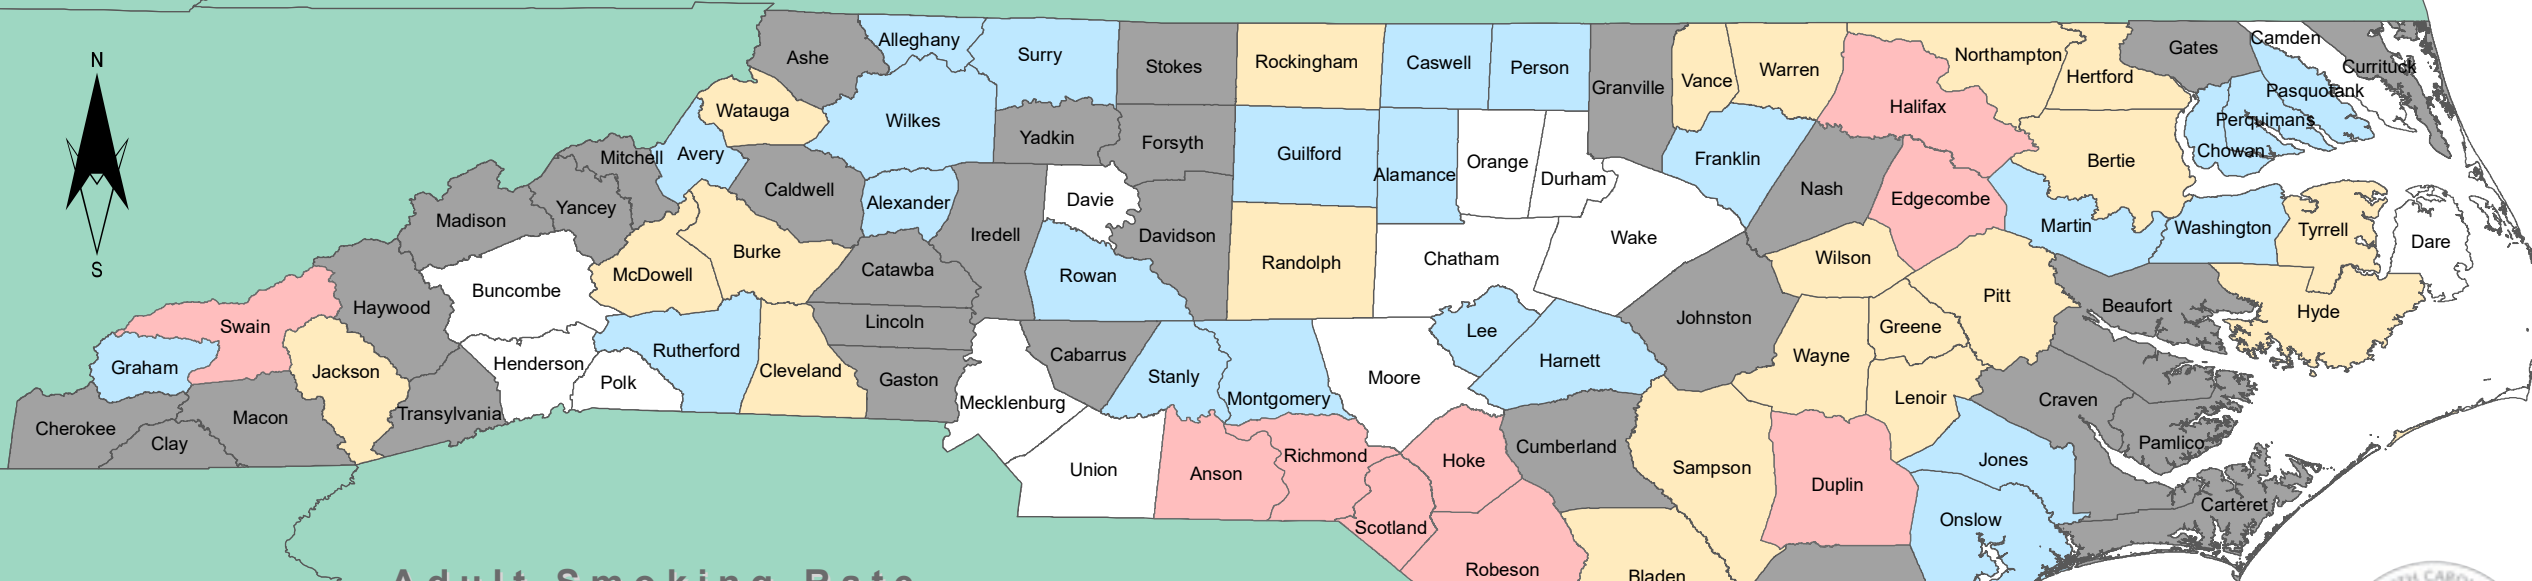 N
S
Ashe
Alleghany
Surry
Stokes
Rockingham
Caswell
Person
Granville
Vance
Warren
Northampton
Hertford
Gates
Camden
Currituck
Pasquotank
Perquimans
Chowan
Halifax
Watauga
Wilkes
Yadkin
Forsyth
Guilford
Alamance
Orange
Durham
Franklin
Nash
Edgecombe
Bertie
Martin
Washington
Tyrrell
Dare
Mitchell
Avery
Caldwell
Alexander
Iredell
Davie
Davidson
Randolph
Chatham
Wake
Wilson
Pitt
Beaufort
Hyde
Madison
Yancey
McDowell
Burke
Catawba
Rowan
Lincoln
Buncombe
Haywood
Swain
Graham
Jackson
Henderson
Polk
Rutherford
Cleveland
Gaston
Cabarrus
Stanly
Montgomery
Moore
Lee
Harnett
Johnston
Wayne
Greene
Lenoir
Craven
Pamlico
Cherokee
Clay
Macon
Transylvania
Mecklenburg
Union
Anson
Richmond
Scotland
Hoke
Cumberland
Sampson
Duplin
Jones
Onslow
Carteret
Robeson
Bladen
Adult Smoking Rate